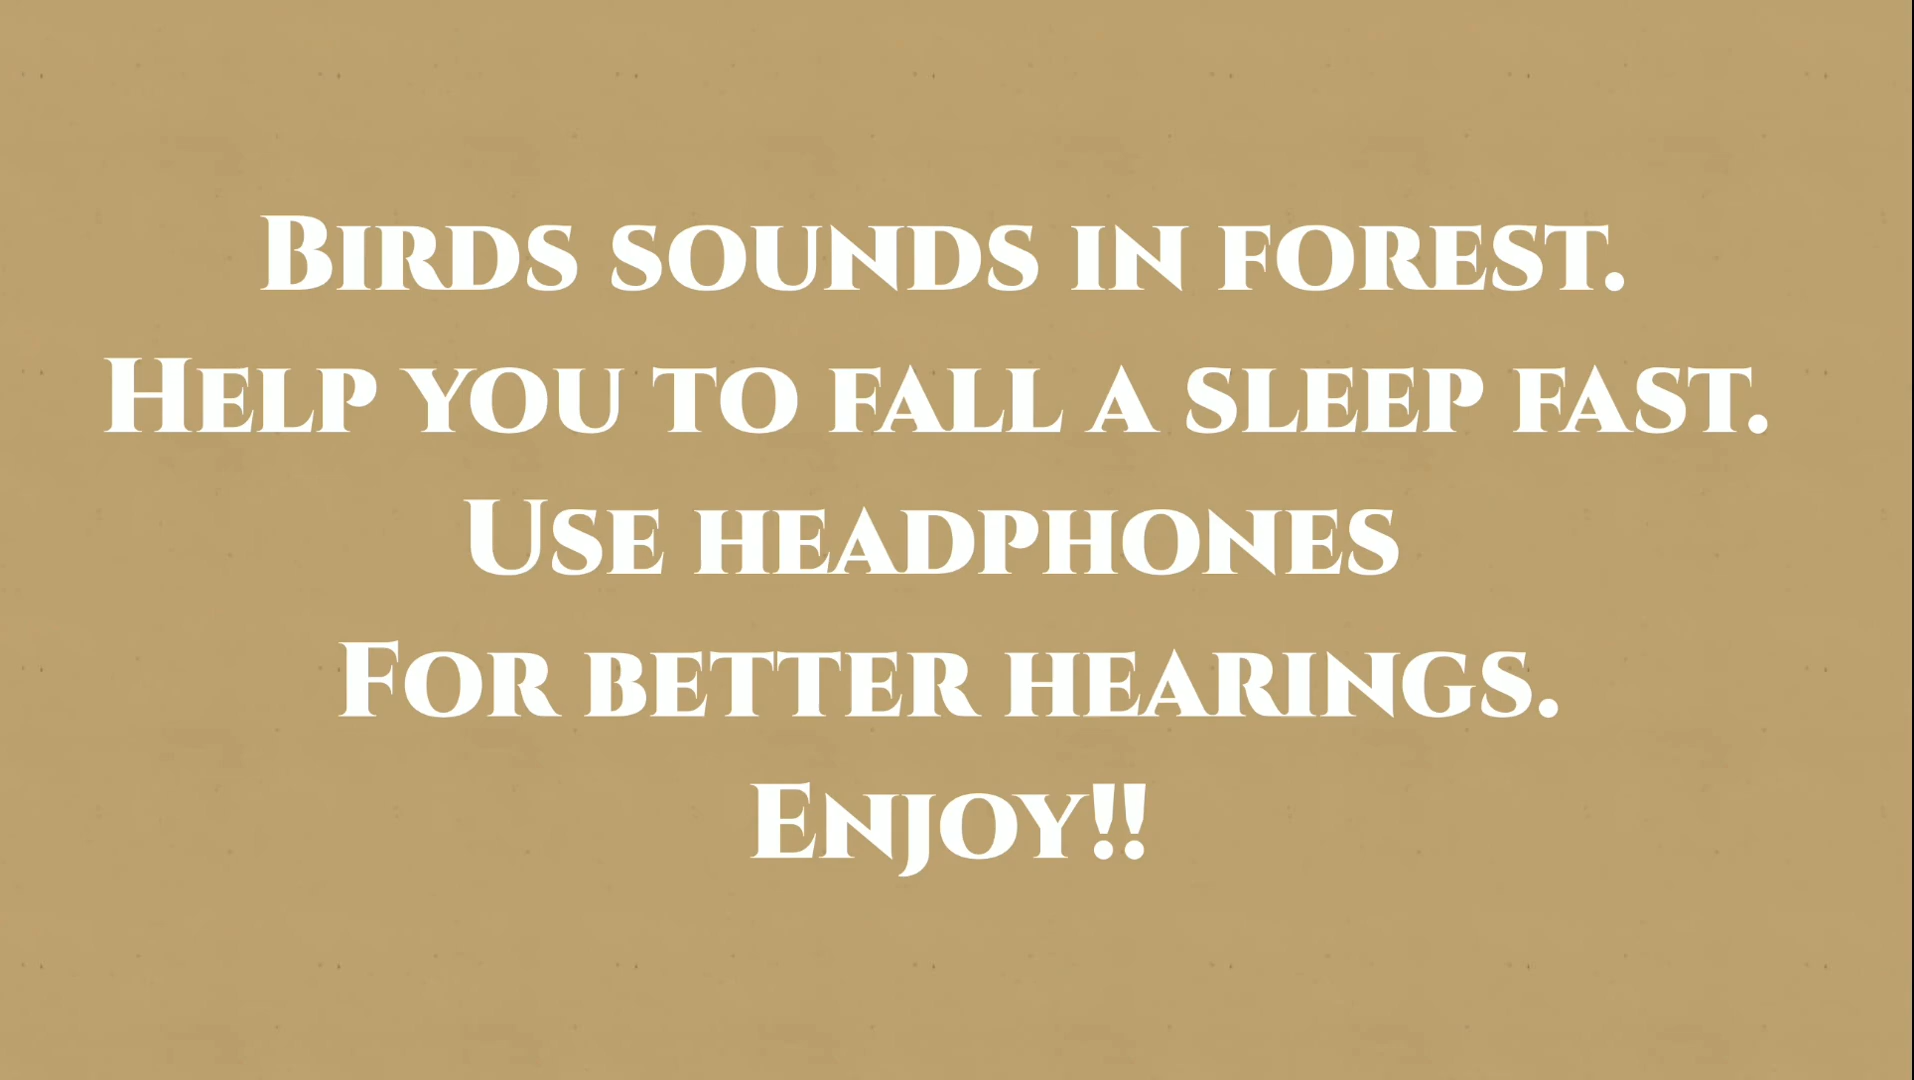 Birds sounds in forest.
Help you to fall a sleep fast.
Use headphones
For better hearings.
Enjoy!!